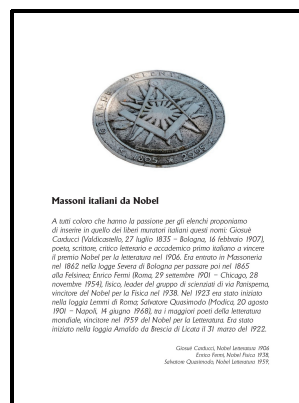 GRANDE ORIENTE D'ITALIA
1805 2005
Massoni italiani da Nobel
A tutti coloro che hanno la passione per gli elenchi proponiamo
di inserire in quello dei liberi muratori italiani questi nomi: Giosuè
Carducci (Valdicastello, 27 luglio 1835 – Bologna, 16 febbraio 1907),
poeta, scrittore, critico letterario e accademico primo italiano a vincere
il premio Nobel per la letteratura nel 1906. Era entrato in Massoneria
nel 1862 nella logge Severa di Bologna per passare poi nel 1865
alla Felsinea; Enrico Fermi (Roma, 29 settembre 1901 – Chicago, 28
novembre 1954), fisico, leader del gruppo di scienziati di via Panisperna,
vincitore del Nobel per la Fisica nel 1938. Nel 1923 era stato iniziato
nella loggia Lemmi di Roma; Salvatore Quasimodo (Modica, 20 agosto
1901 – Napoli, 14 giugno 1968), tra i maggiori poeti della letteratura
mondiale, vincitore nel 1959 del Nobel per la Letteratura. Era stato
iniziato nella loggia Arnaldo da Brescia di Licata il 31 marzo del 1922.
Giosuè Carducci, Nobel Letteratura 1906
Enrico Fermi, Nobel Fisica 1938,
Salvatore Quasimodo, Nobel Letteratura 1959,